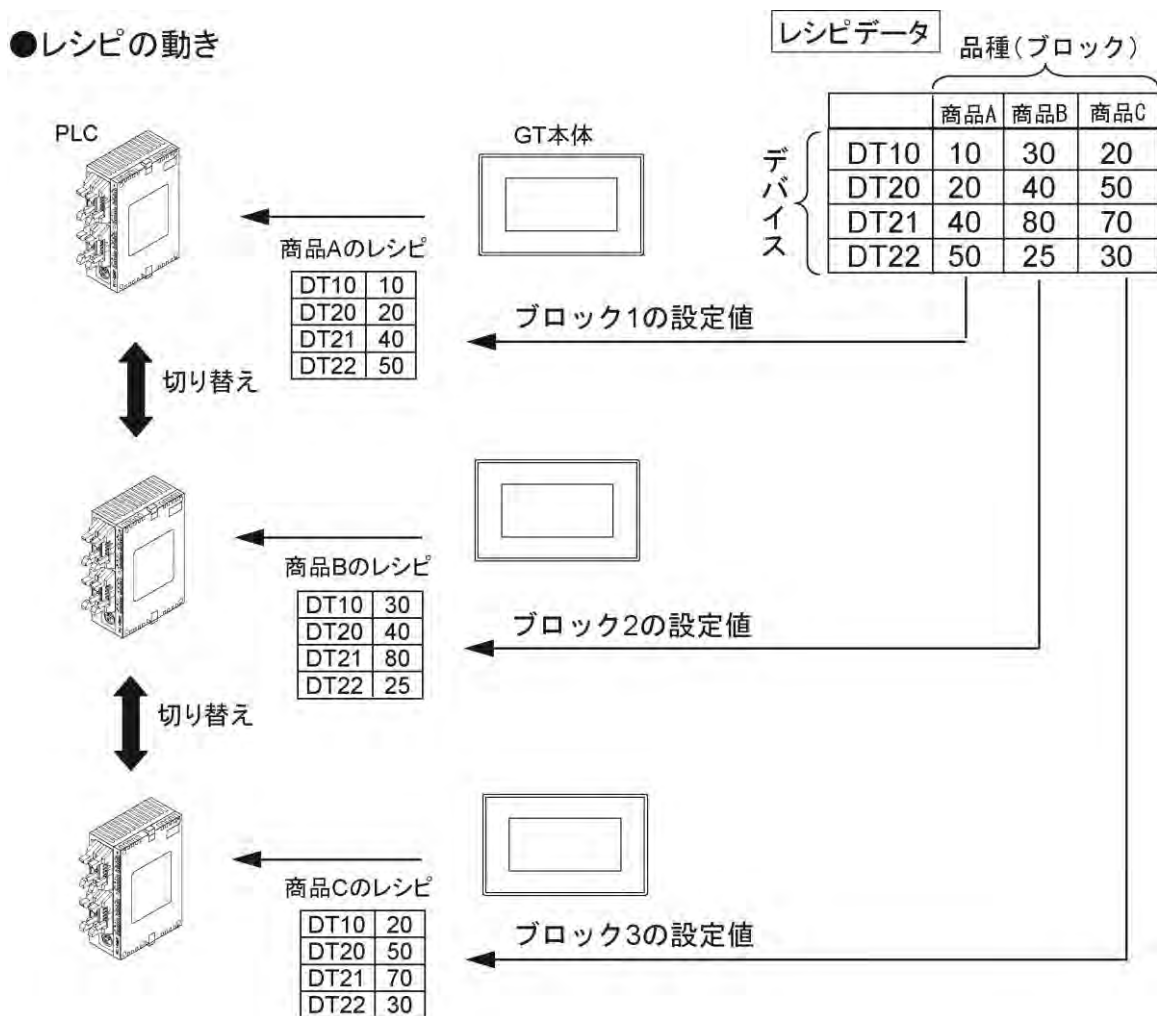 ●レシピの動き
レシピデータ
品種(ブロック)
商品A 商品B 商品C
デバイス
DT10 10 30 20
DT20 20 40 50
DT21 40 80 70
DT22 50 25 30
PLC
GT本体
商品Aのレシピ
DT10 10
DT20 20
DT21 40
DT22 50
ブロック1の設定値
切り替え
商品Bのレシピ
DT10 30
DT20 40
DT21 80
DT22 25
ブロック2の設定値
切り替え
商品Cのレシピ
DT10 20
DT20 50
DT21 70
DT22 30
ブロック3の設定値